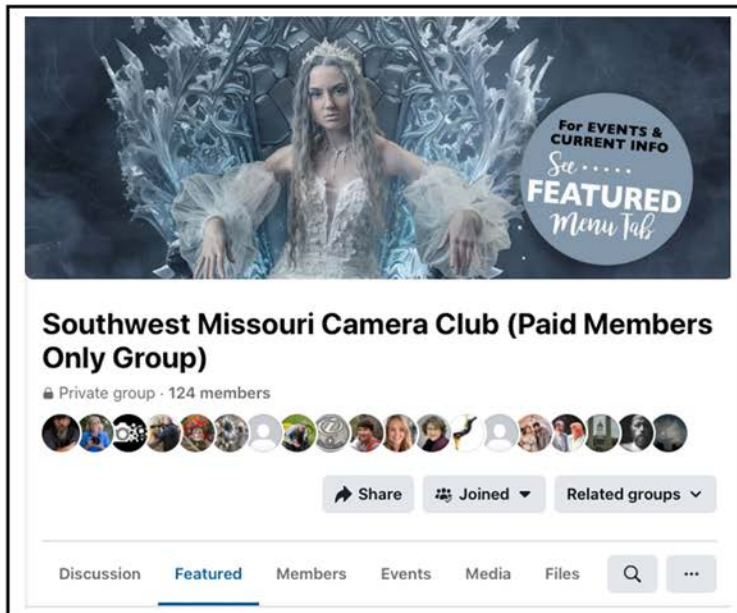 For EVENTS &
CURRENT INFO
See .....
FEATURED
Menu Tab
Southwest Missouri Camera Club (Paid Members
Only Group)
Private group · 124 members
Share
Joined
Related groups
Discussion Featured Members Events Media Files